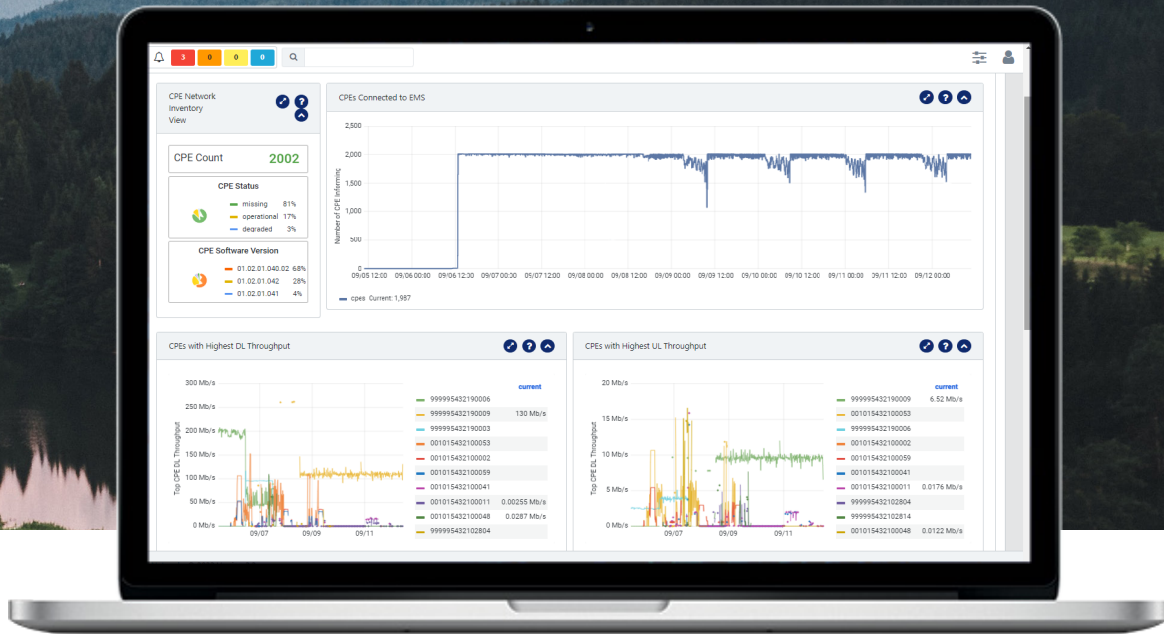 3 0 0 0
CPE Network
Inventory
View
CPE Count 2002
CPE Status
missing 81%
operational 17%
degraded 3%
CPE Software Version
01.02.01.040.02 68%
01.02.01.042 28%
01.02.01.041 4%
CPEs Connected to EMS
Number of CPE Informing
2,500
2,000
1,500
1,000
500
0
09/05 12:00 09/06 00:00 09/06 12:00 09/07 00:00 09/07 12:00 09/08 00:00 09/08 12:00 09/09 00:00 09/09 12:00 09/10 00:00 09/10 12:00 09/11 00:00 09/11 12:00 09/12 00:00
cpes Current: 1,987
CPEs with Highest DL Throughput
Top CPE DL Throughput
300 Mb/s
250 Mb/s
200 Mb/s
150 Mb/s
100 Mb/s
50 Mb/s
0 Mb/s
09/07 09/09 09/11
current
999995432190006
999995432190009 130 Mb/s
999995432190003
001015432100053
001015432100002
001015432100059
001015432100041
001015432100011 0.00255 Mb/s
001015432100048 0.0287 Mb/s
999995432102804
CPEs with Highest UL Throughput
Top CPE DL Throughput
20 Mb/s
15 Mb/s
10 Mb/s
5 Mb/s
0 Mb/s
09/07 09/09 09/11
current
999995432190009 6.52 Mb/s
001015432100053
999995432190006
001015432100002
001015432100059
001015432100041
001015432100011 0.0176 Mb/s
999995432102804
999995432102814
001015432100048 0.0122 Mb/s